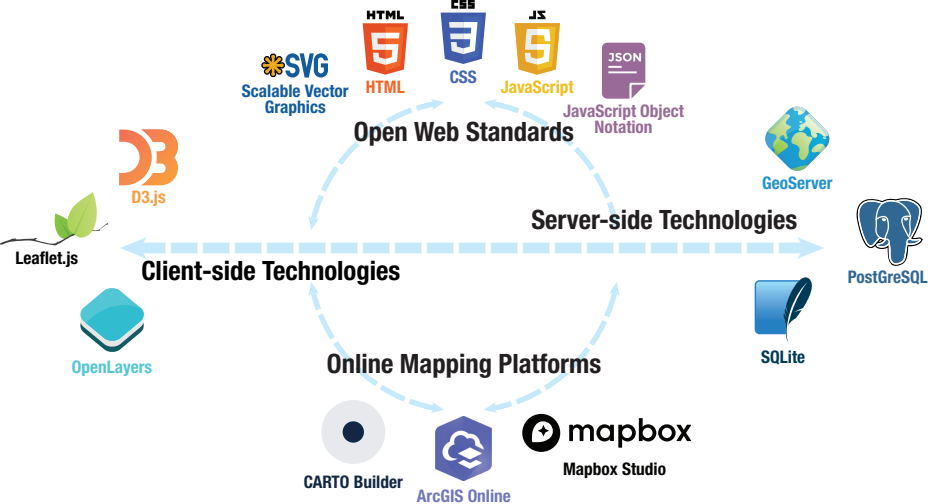 HTML
CSS
JS
SVG
JSON
Scalable Vector
Graphics
HTML
CSS
JavaScript
JavaScript Object
Notation
Open Web Standards
D3
D3.js
GeoServer
Server-side Technologies
Leaflet.js
Client-side Technologies
PostGreSQL
OpenLayers
SQLite
Online Mapping Platforms
mapbox
CARTO Builder
ArcGIS Online
Mapbox Studio